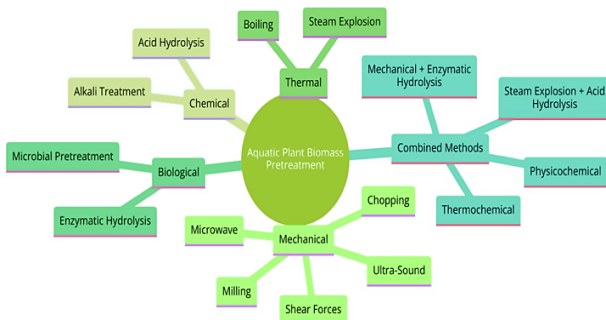 Boiling
Steam Explosion
Acid Hydrolysis
Thermal
Mechanical + Enzymatic
Hydrolysis
Alkali Treatment
Chemical
Steam Explosion + Acid
Hydrolysis
Aquatic Plant Biomass
Pretreatment
Combined Methods
Microbial Pretreatment
Biological
Physicochemical
Chopping
Thermochemical
Enzymatic Hydrolysis
Microwave
Mechanical
Ultra-Sound
Milling
Shear Forces